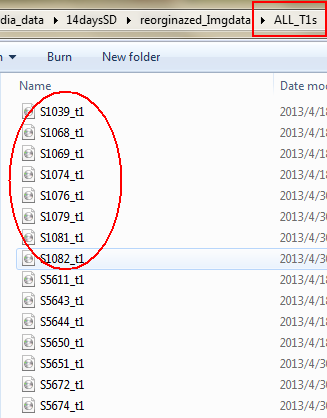 dia_data ▸ 14daysSD ▸ reorginazed_Imgdata ▸ ALL_T1s
Burn New folder
Name Date mod
S1039_t1 2013/4/18
S1068_t1 2013/4/30
S1069_t1 2013/4/18
S1074_t1 2013/4/30
S1076_t1 2013/4/30
S1079_t1 2013/4/18
S1081_t1 2013/4/30
S1082_t1 2013/4/30
S5611_t1 2013/4/18
S5643_t1 2013/4/18
S5644_t1 2013/4/18
S5650_t1 2013/4/18
S5651_t1 2013/4/18
S5672_t1 2013/4/30
S5674_t1 2013/4/30